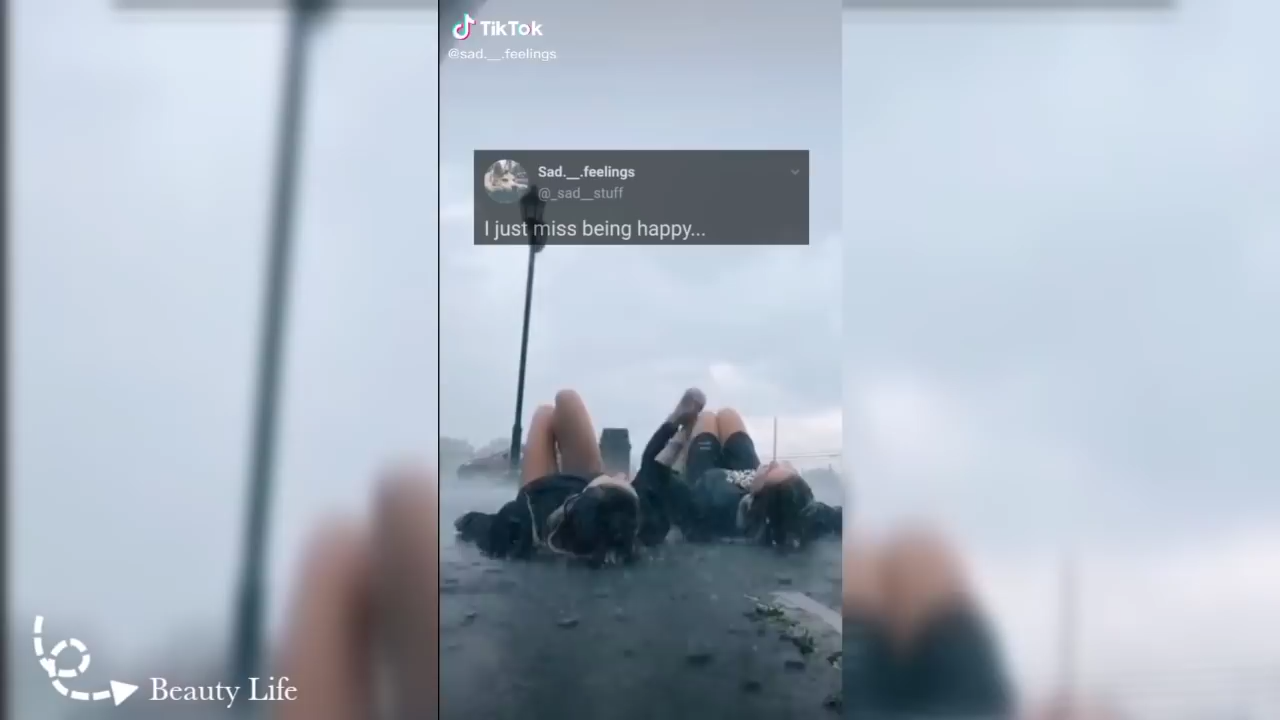 TikTok
@sad.__.feelings
Sad.__.feelings
@_sad__stuff
I just miss being happy...
Beauty Life